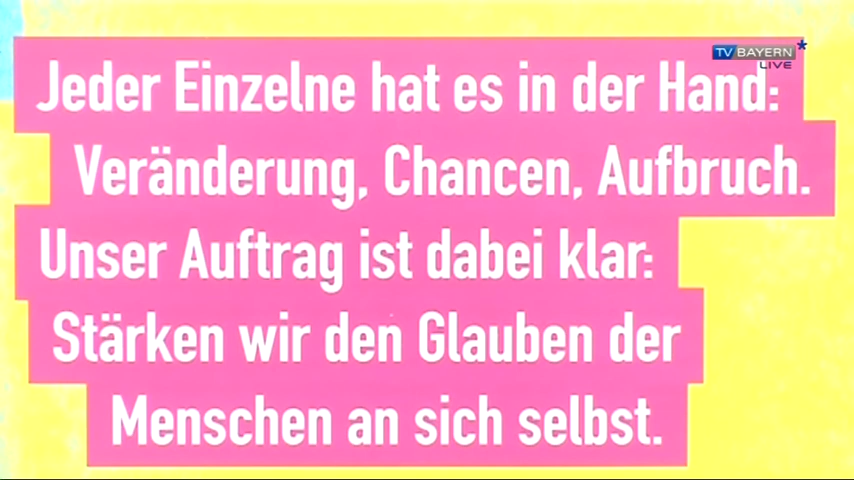 TV BAYERN
LIVE
Jeder Einzelne hat es in der Hand:
Veränderung, Chancen, Aufbruch.
Unser Auftrag ist dabei klar:
Stärken wir den Glauben der
Menschen an sich selbst.